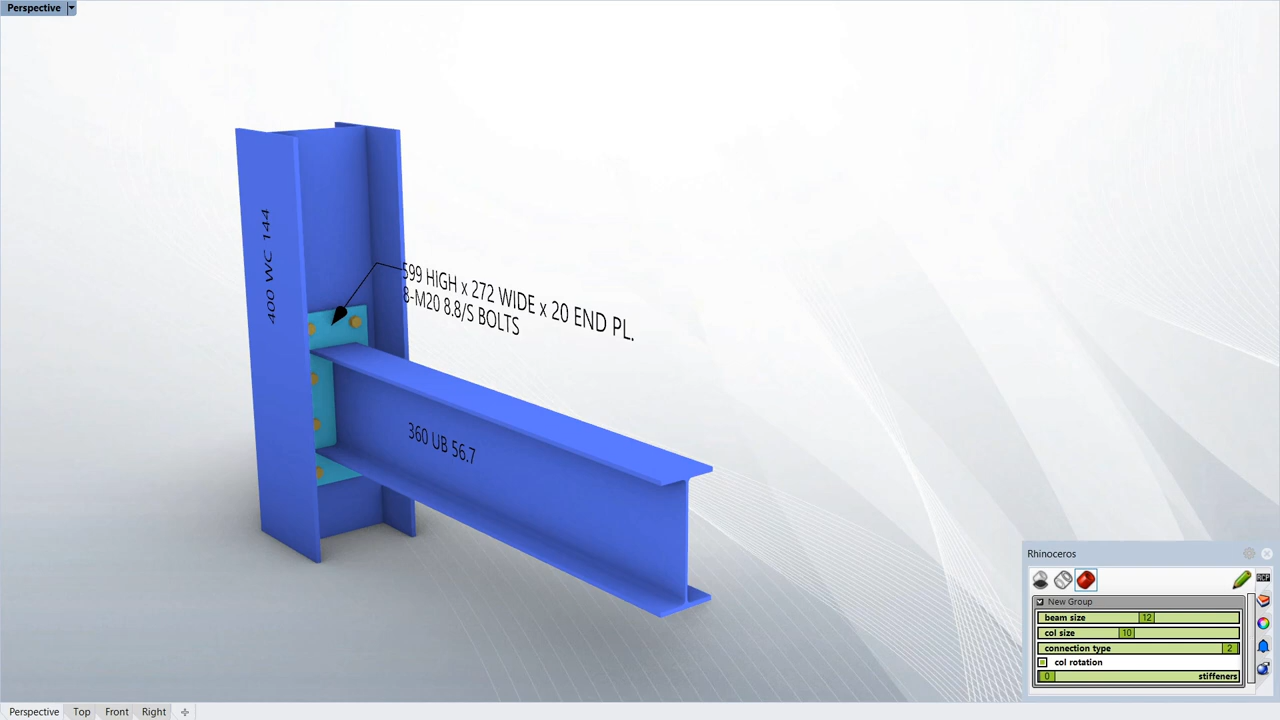 Perspective
400 WC 144
599 HIGH x 272 WIDE x 20 END PL.
8-M20 8.8/S BOLTS
360 UB 56.7
Rhinoceros
RCP
New Group
beam size 12
col size 10
connection type 2
col rotation
0 stiffeners
Perspective Top Front Right